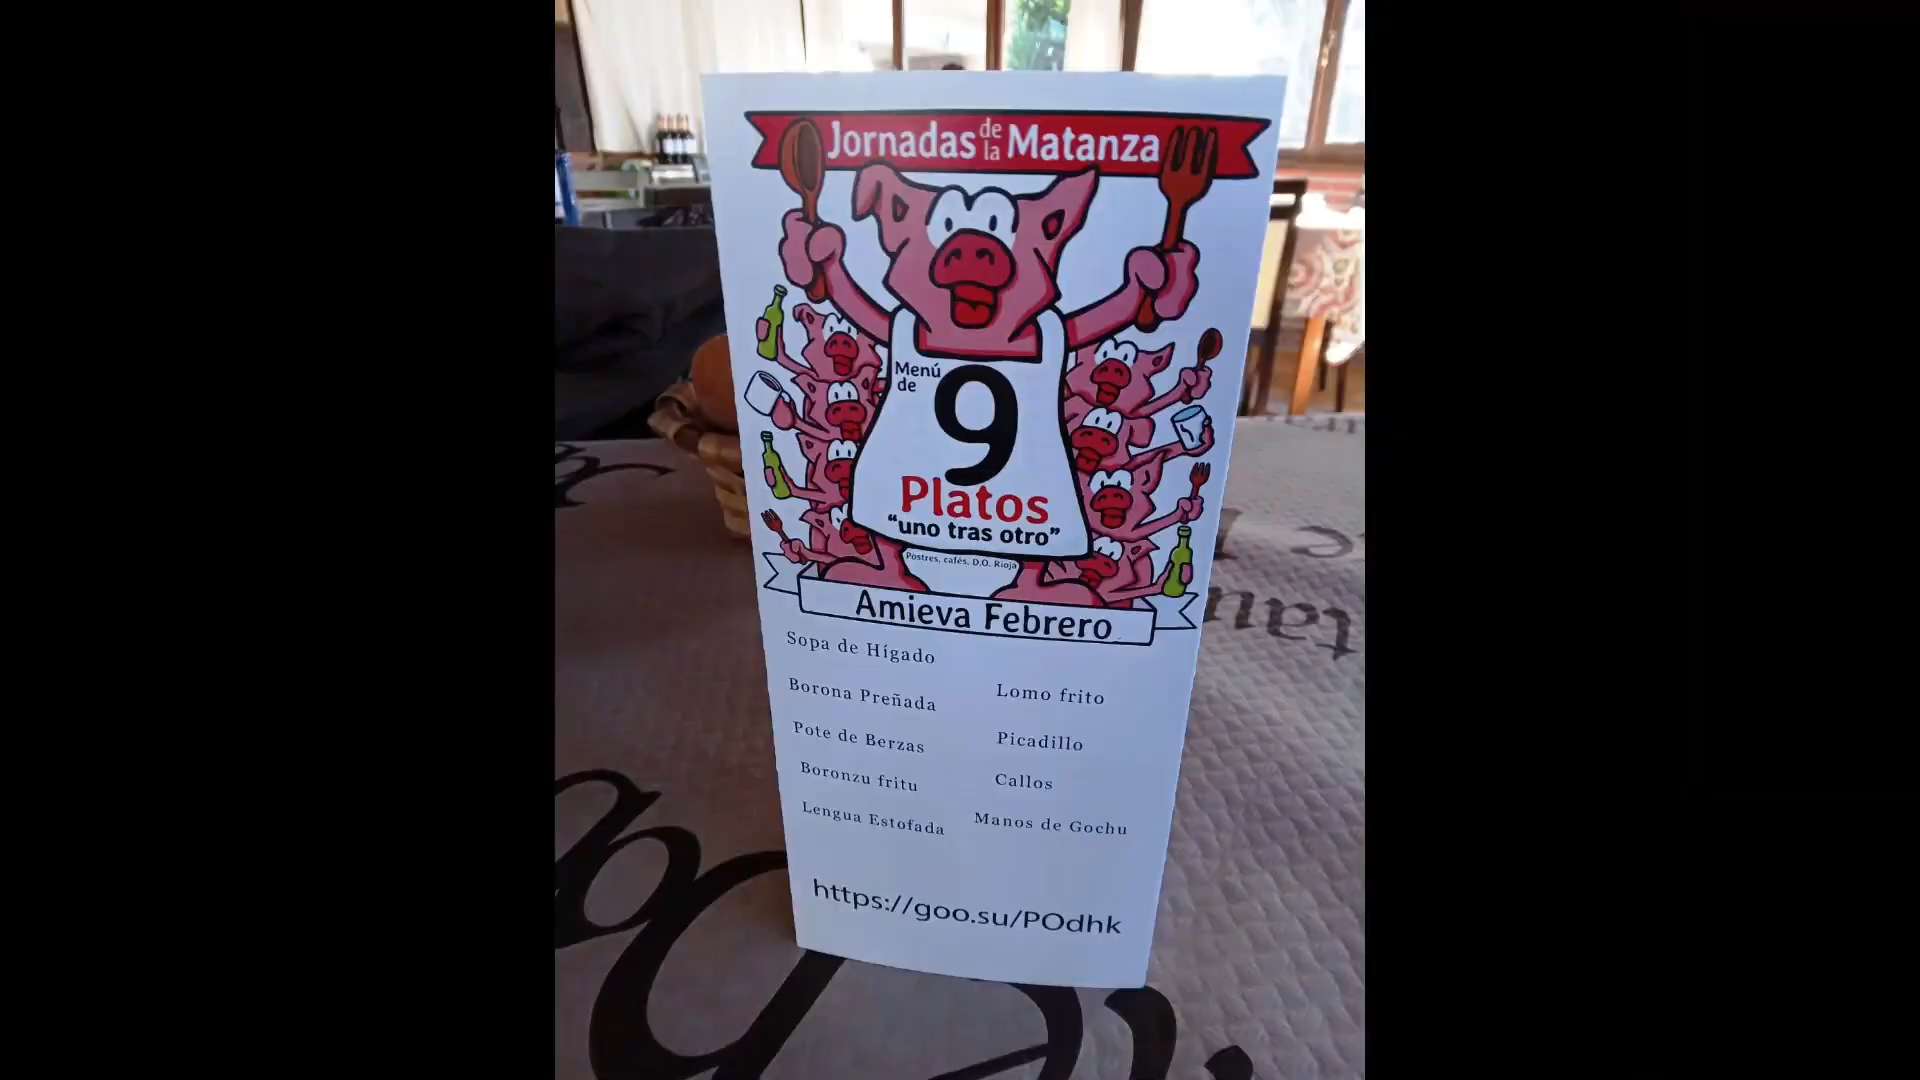 Jornadas de la Matanza
Menú
de
9
Platos
“uno tras otro”
Postres, cafés, D.O. Rioja
Amieva Febrero
Sopa de Hígado
Borona Preñada
Pote de Berzas
Boronzu fritu
Lengua Estofada
Lomo frito
Picadillo
Callos
Manos de Gochu
https://goo.su/POdhk